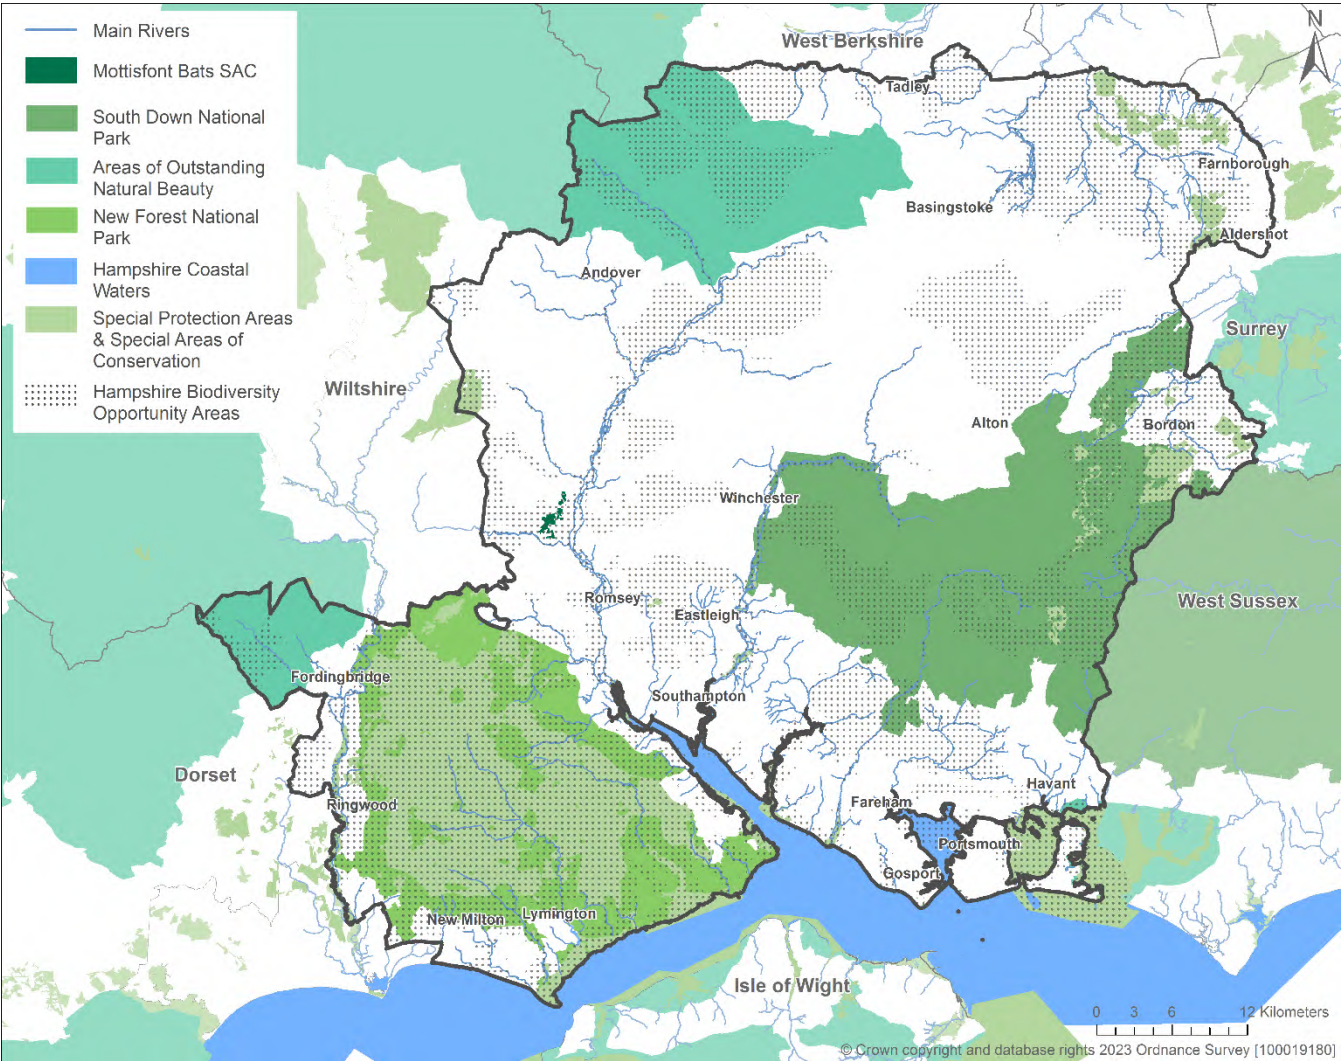 Main Rivers
Mottisfont Bats SAC
South Down National
Park
Areas of Outstanding
Natural Beauty
New Forest National
Park
Hampshire Coastal
Waters
Special Protection Areas
& Special Areas of
Conservation
Hampshire Biodiversity
Opportunity Areas
N
West Berkshire
Tadley
Farnborough
Basingstoke
Aldershot
Andover
Surrey
Wiltshire
Alton
Bordon
Winchester
Romsey
Eastleigh
West Sussex
Fordingbridge
Southampton
Dorset
Havant
Ringwood
Fareham
Portsmouth
Gosport
New Milton
Lymington
Isle of Wight
0 3 6 12 Kilometers
© Crown copyright and database rights 2023 Ordnance Survey [100019180]